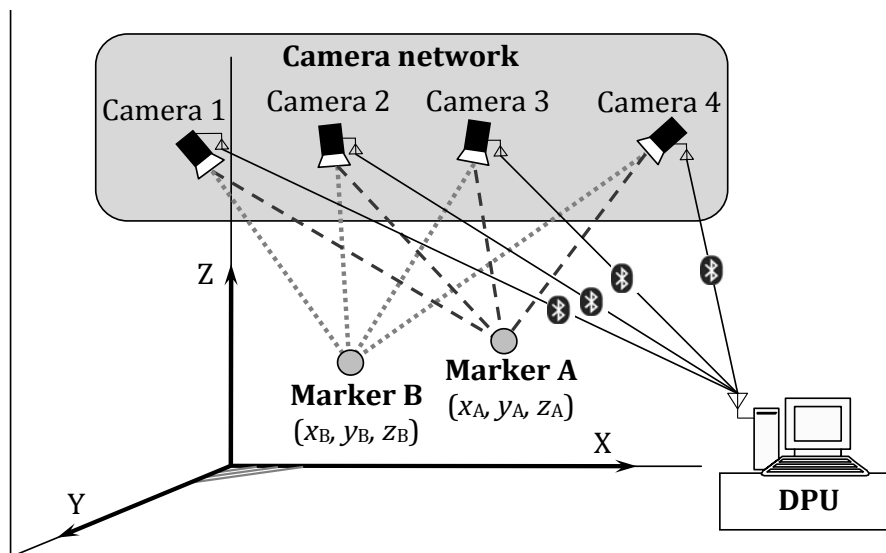 Camera network
Camera 1
Camera 2
Camera 3
Camera 4
Z
Marker A
(xA, yA, zA)
Marker B
(xB, yB, zB)
X
Y
DPU